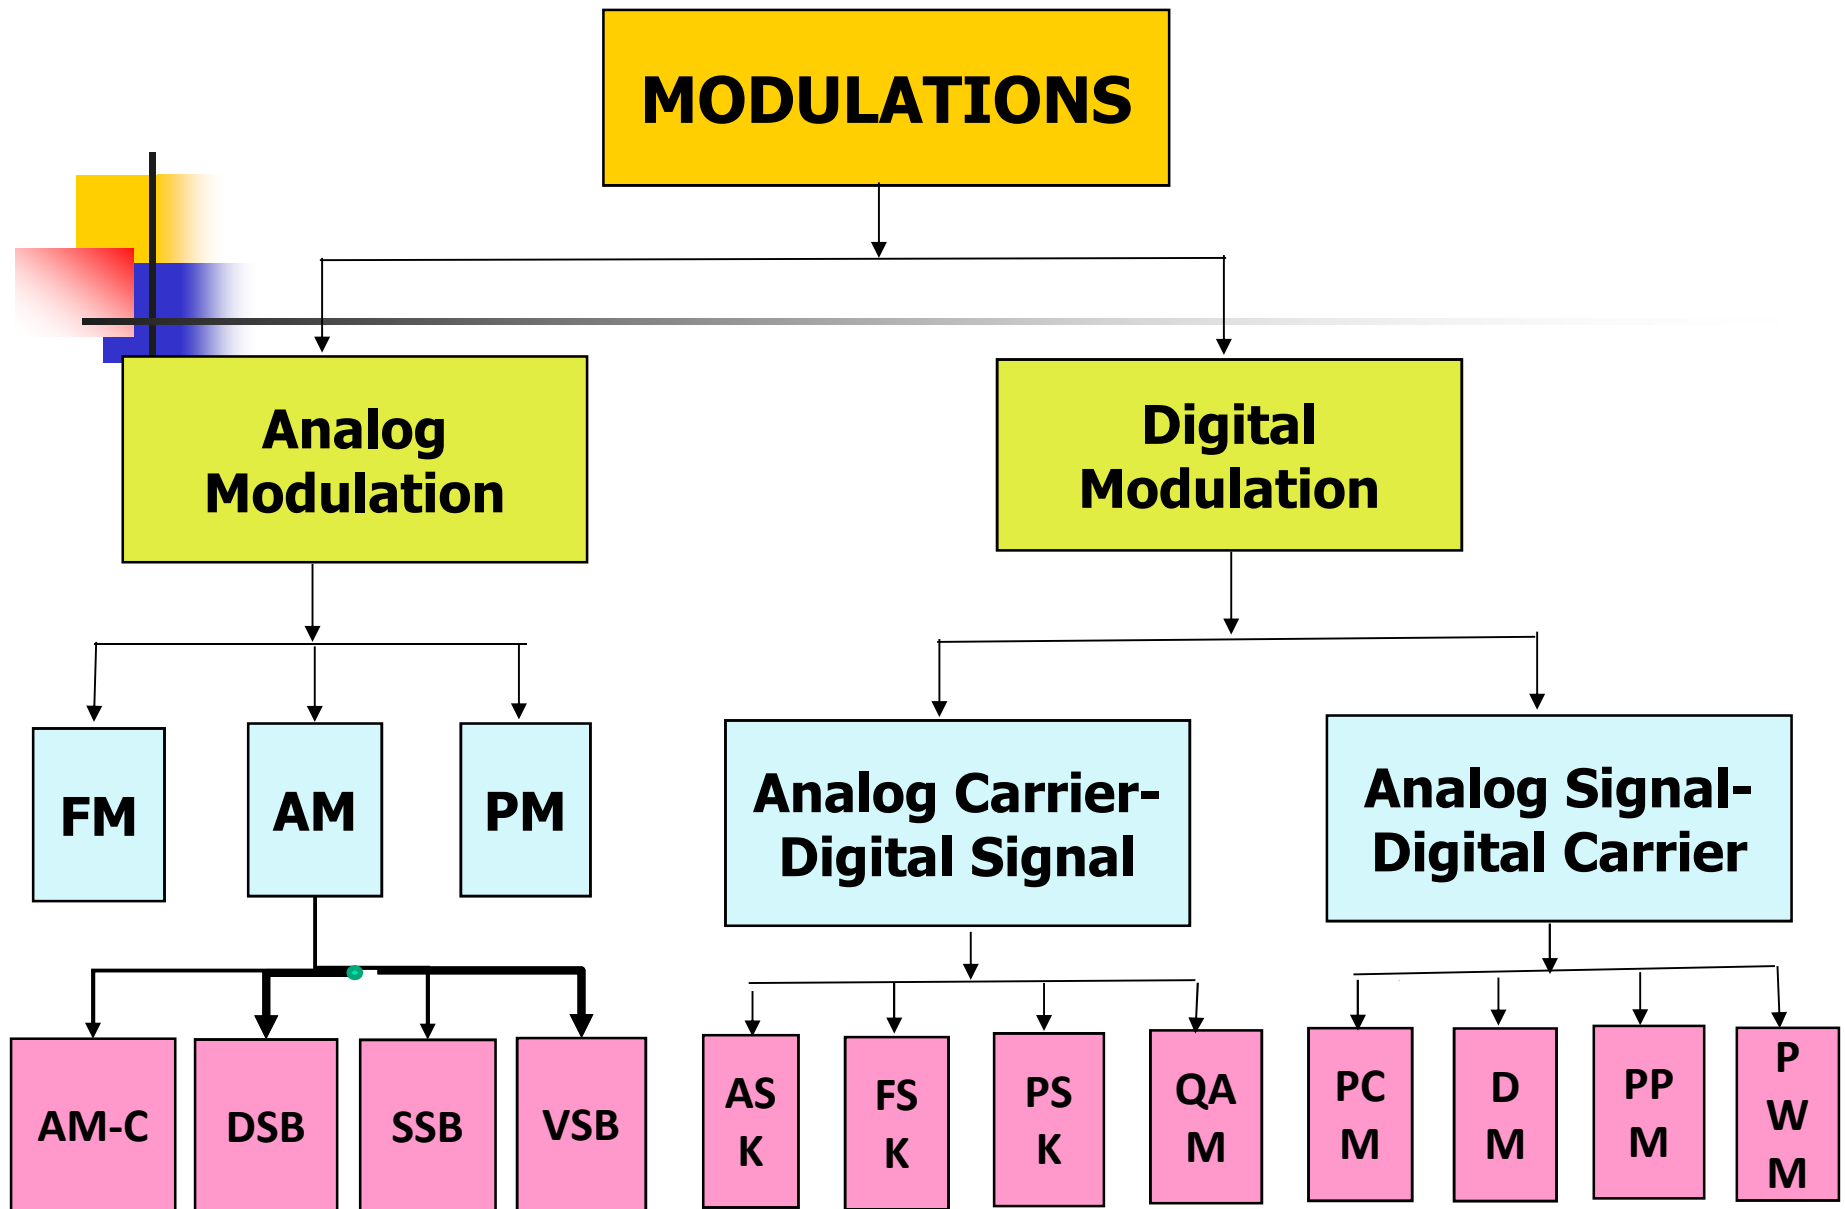 MODULATIONS
Analog
Modulation
Digital
Modulation
FM
AM
PM
Analog Carrier-
Digital Signal
Analog Signal-
Digital Carrier
AM-C
DSB
SSB
VSB
AS
K
FS
K
PS
K
QA
M
PC
M
D
M
PP
M
P
W
M